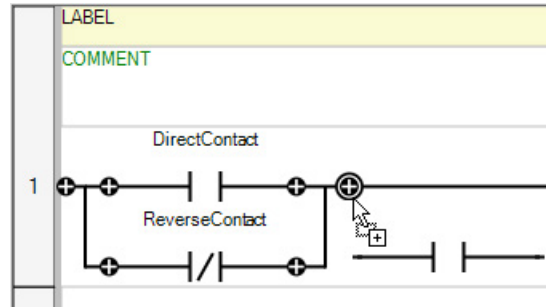 LABEL
COMMENT
DirectContact
1
ReverseContact